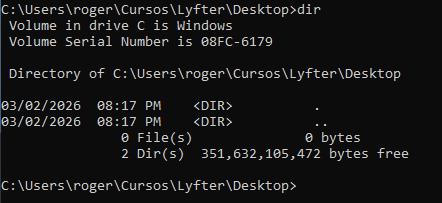 C:\Users\roger\Cursos\Lyfter\Desktop>dir
 Volume in drive C is Windows
 Volume Serial Number is 08FC-6179

 Directory of C:\Users\roger\Cursos\Lyfter\Desktop

03/02/2026  08:17 PM    <DIR>          .
03/02/2026  08:17 PM    <DIR>          ..
               0 File(s)              0 bytes
               2 Dir(s)  351,632,105,472 bytes free

C:\Users\roger\Cursos\Lyfter\Desktop>